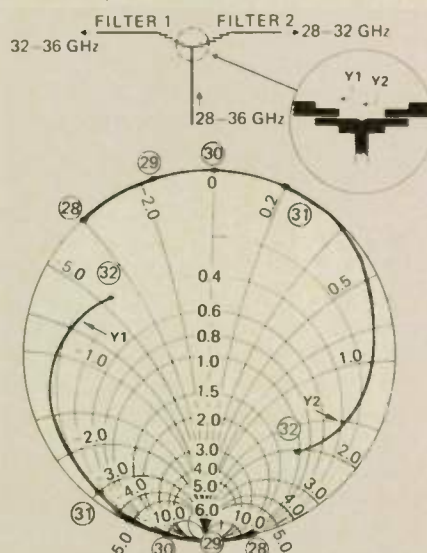 FILTER 1 FILTER 2
32–36 GHz 28–32 GHz
Y1 Y2
28–36 GHz
30
29 0
28 -2.0 0.2 31
5.0 32 0.4 0.5
Y1 0.6
1.0 0.8
1.0 1.0
1.5
2.0 Y2
2.0 3.0 32 2.0
3.0 4.0 3.0
31 4.0 5.0 4.0
10.0 6.0 10.0
5.0 30 29 28 5.0